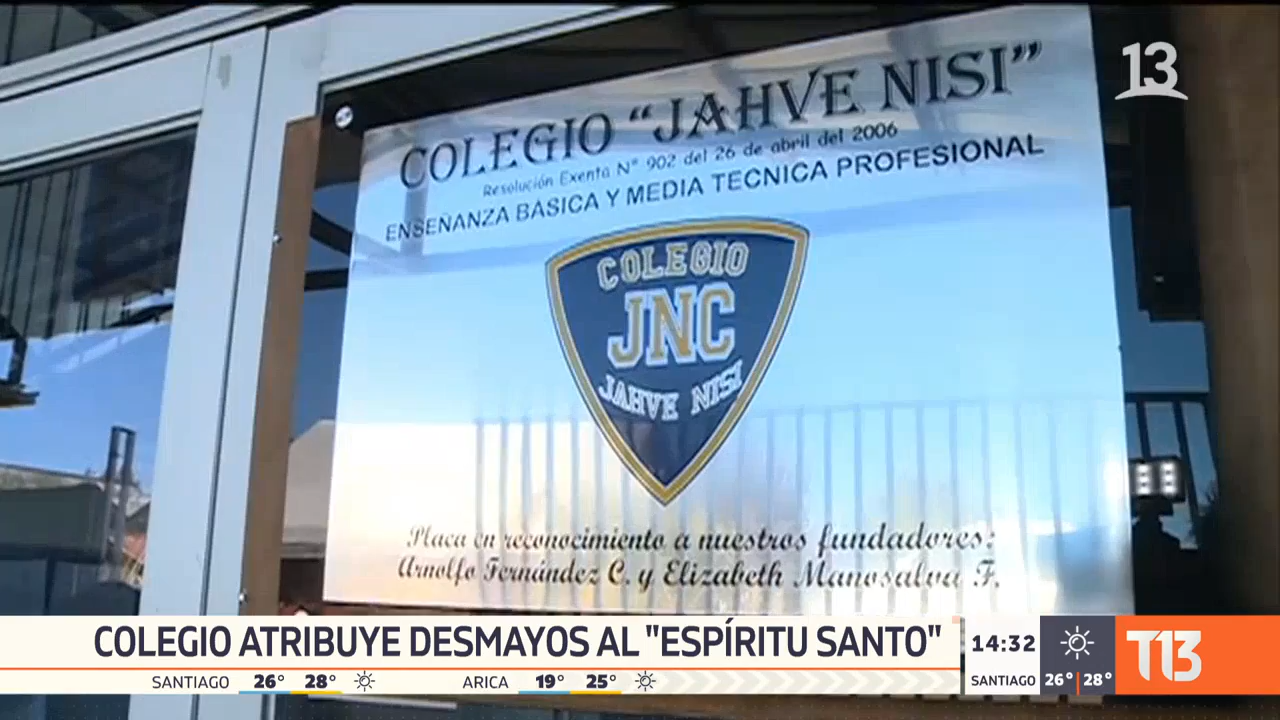 13
COLEGIO "JAHVE NISI"
Resolución Exenta N° 902 del 26 de abril del 2006
ENSEÑANZA BASICA Y MEDIA TECNICA PROFESIONAL
COLEGIO
JNC
JAHVE NISI
Placa en reconocimiento a nuestros fundadores:
Arnolfo Fernández C. y Elizabeth Manosalva F.
COLEGIO ATRIBUYE DESMAYOS AL "ESPÍRITU SANTO"
14:32
SANTIAGO 26° 28°
T13
SANTIAGO 26° 28° ARICA 19° 25°